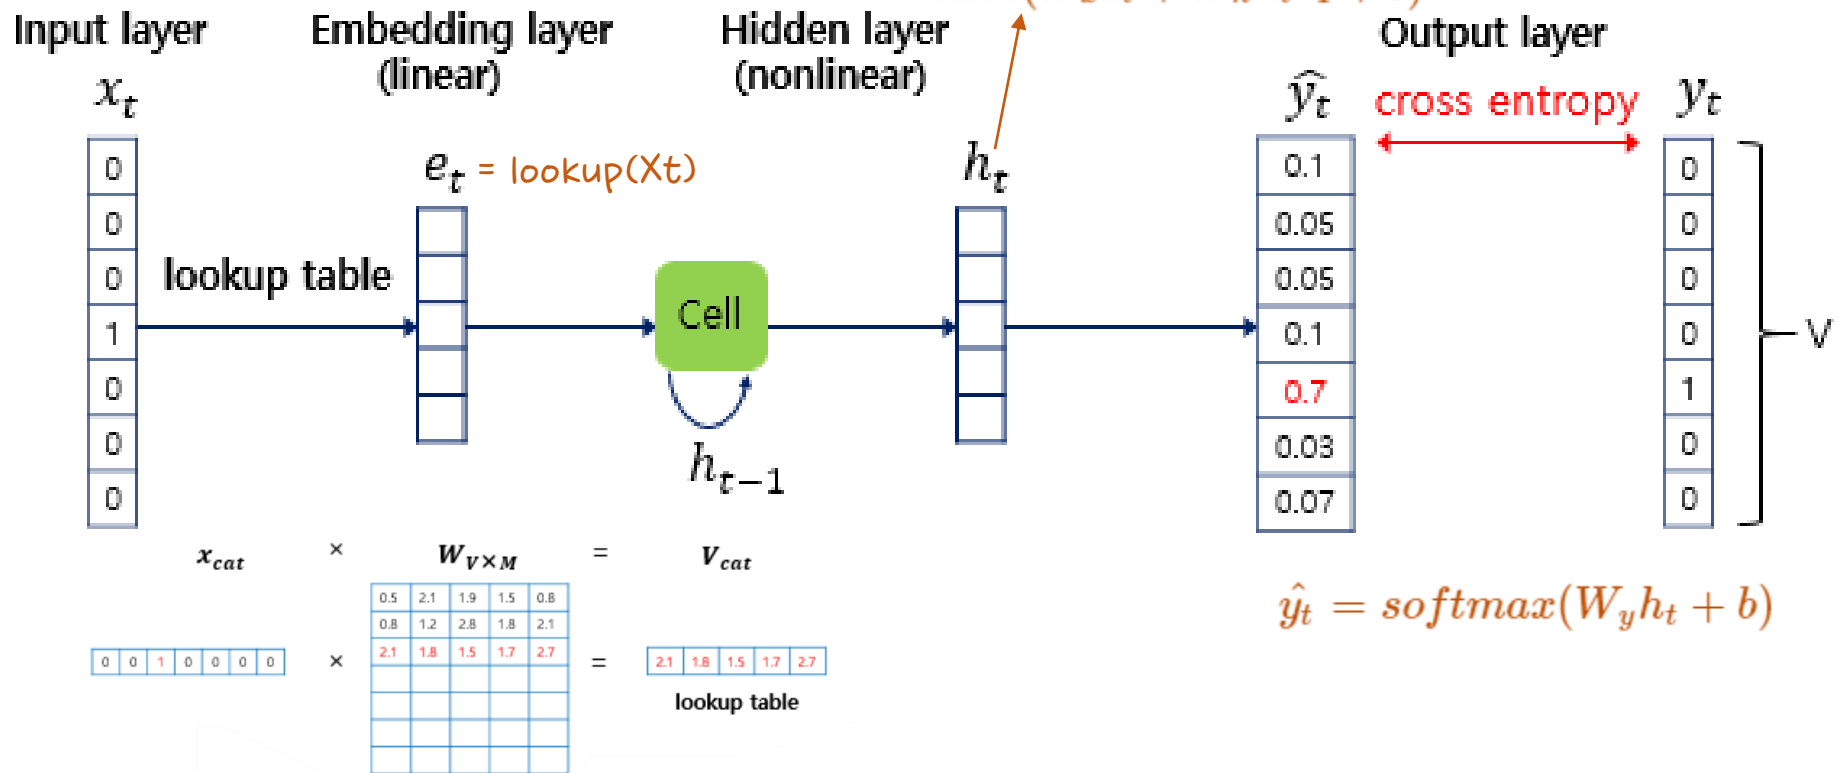 Input layer
Embedding layer
(linear)
Hidden layer
(nonlinear)
Output layer
x_t
e_t = lookup(Xt)
h_t
ŷ_t
cross entropy
y_t
0
0
0
1
0
0
0
lookup table
Cell
h_{t-1}
0.1
0.05
0.05
0.1
0.7
0.03
0.07
0
0
0
0
1
0
0
V
x_cat × W_{V×M} = V_cat
0.5 2.1 1.9 1.5 0.8
0.8 1.2 2.8 1.8 2.1
2.1 1.8 1.5 1.7 2.7
0 0 1 0 0 0 0 × = 2.1 1.8 1.5 1.7 2.7
lookup table
ŷ_t = softmax(W_y h_t + b)